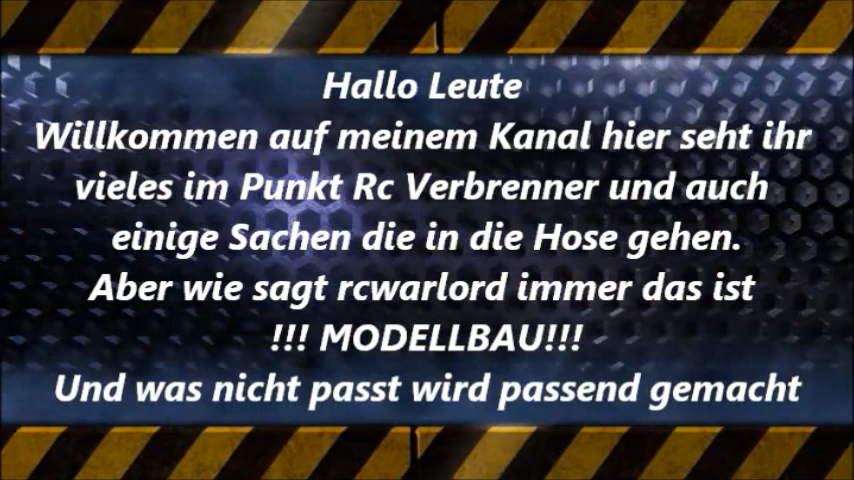 Hallo Leute
Willkommen auf meinem Kanal hier seht ihr
vieles im Punkt Rc Verbrenner und auch
einige Sachen die in die Hose gehen.
Aber wie sagt rcwarlord immer das ist
!!! MODELLBAU!!!
Und was nicht passt wird passend gemacht